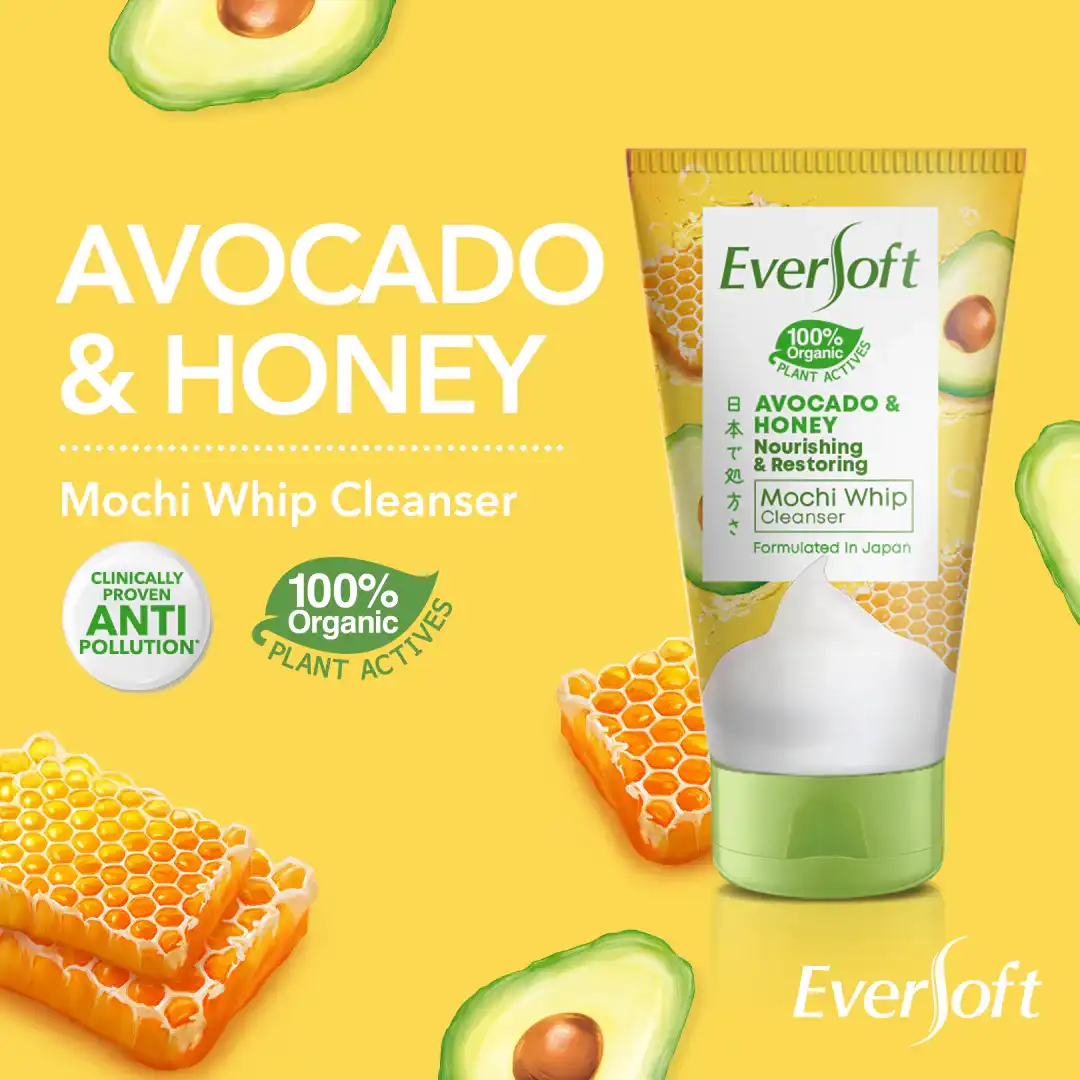 AVOCADO
& HONEY
Mochi Whip Cleanser
CLINICALLY
PROVEN
ANTI
POLLUTION*
100%
Organic
PLANT ACTIVES
EverSoft
100%
Organic
PLANT ACTIVES
日本で処方さ
AVOCADO &
HONEY
Nourishing
& Restoring
Mochi Whip
Cleanser
Formulated In Japan
EverSoft